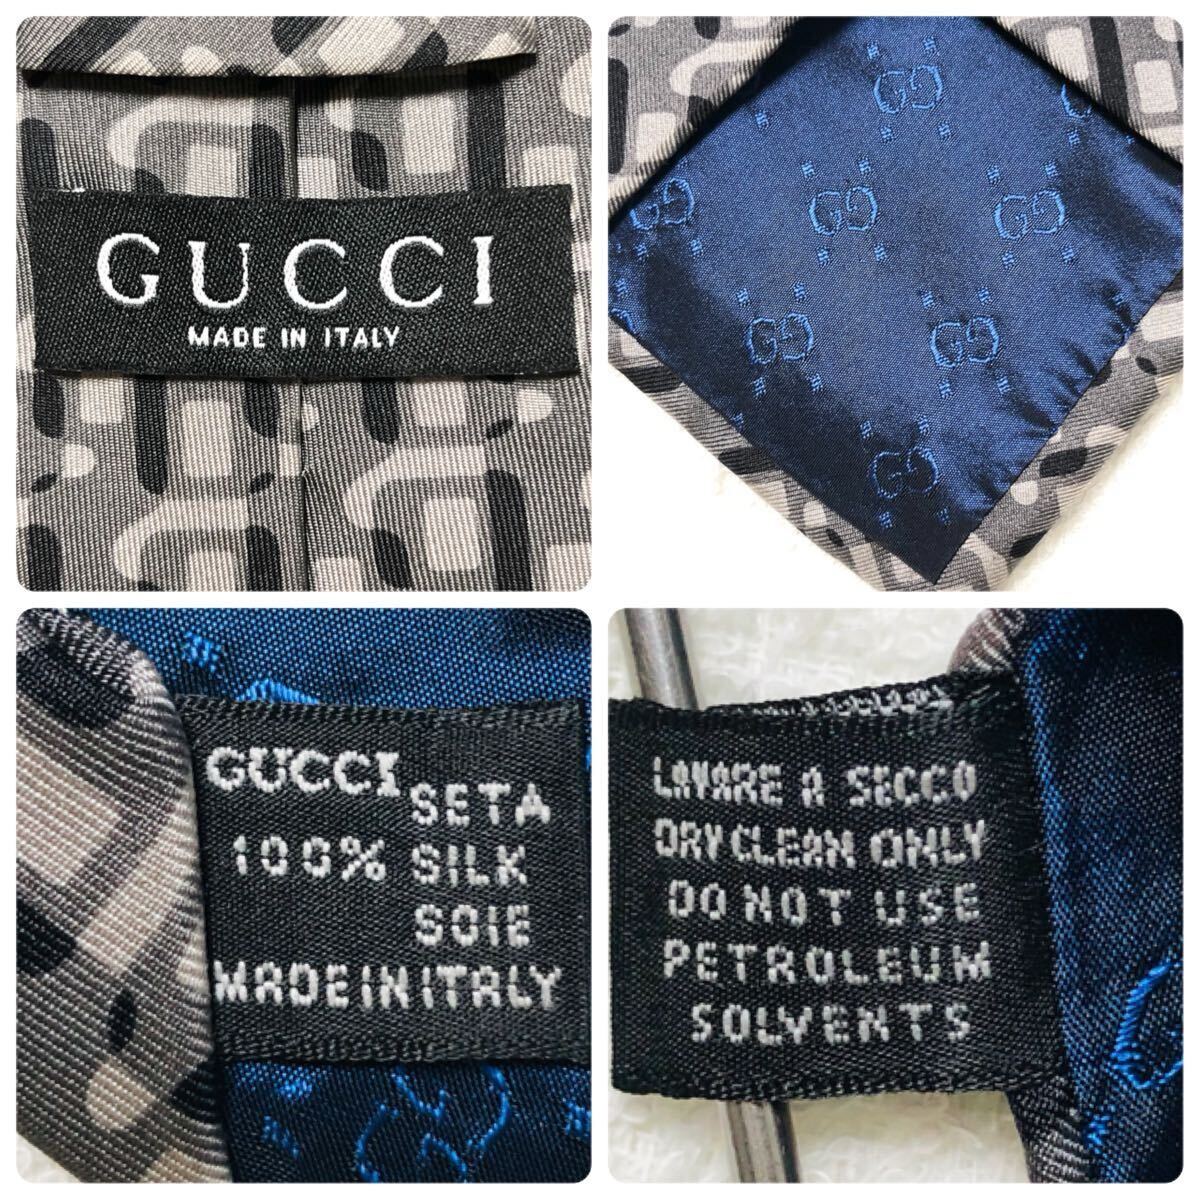 GUCCI
MADE IN ITALY
GUCCI SETA
100% SILK
SOIE
MADE IN ITALY
LAVARE A SECCO
DRY CLEAN ONLY
DO NOT USE
PETROLEUM
SOLVENTS